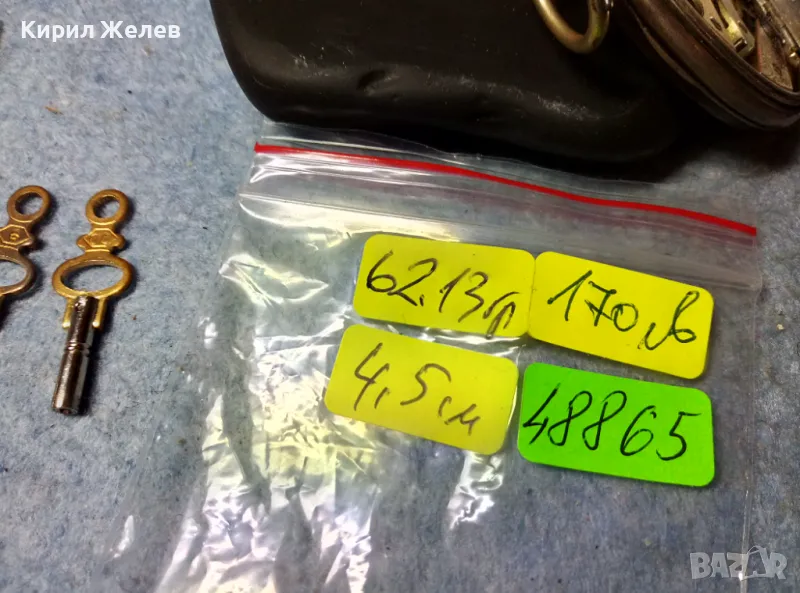 Кирил Желев
62.13гр
170лв
4,5см
48865
BAZAR